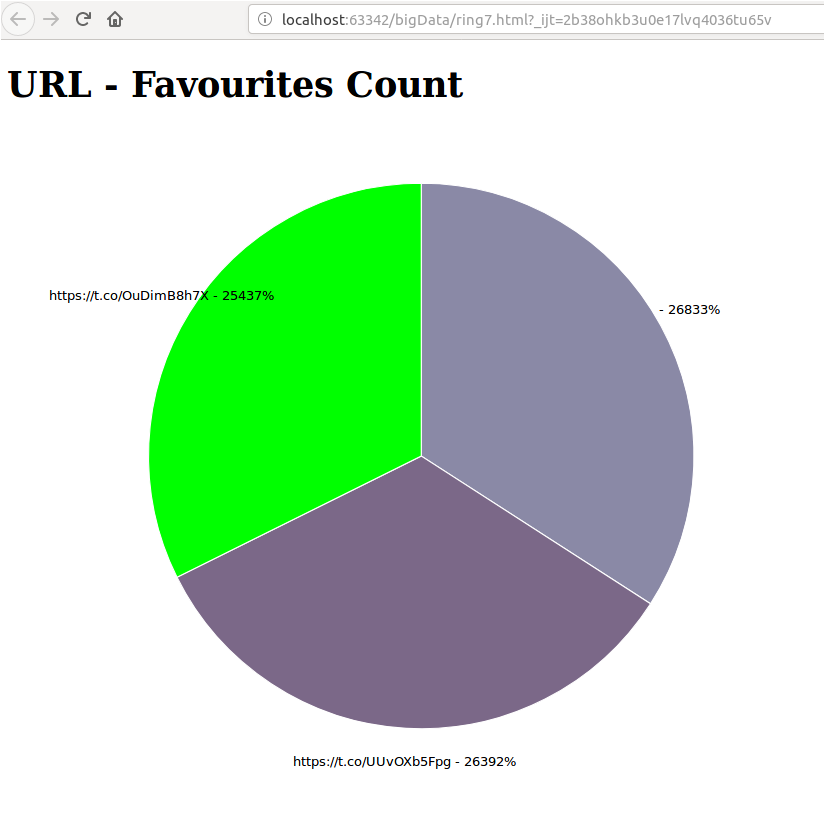 localhost:63342/bigData/ring7.html?_ijt=2b38ohkb3u0e17lvq4036tu65v
URL - Favourites Count
https://t.co/OuDimB8h7X - 25437%
- 26833%
https://t.co/UUvOXb5Fpg - 26392%